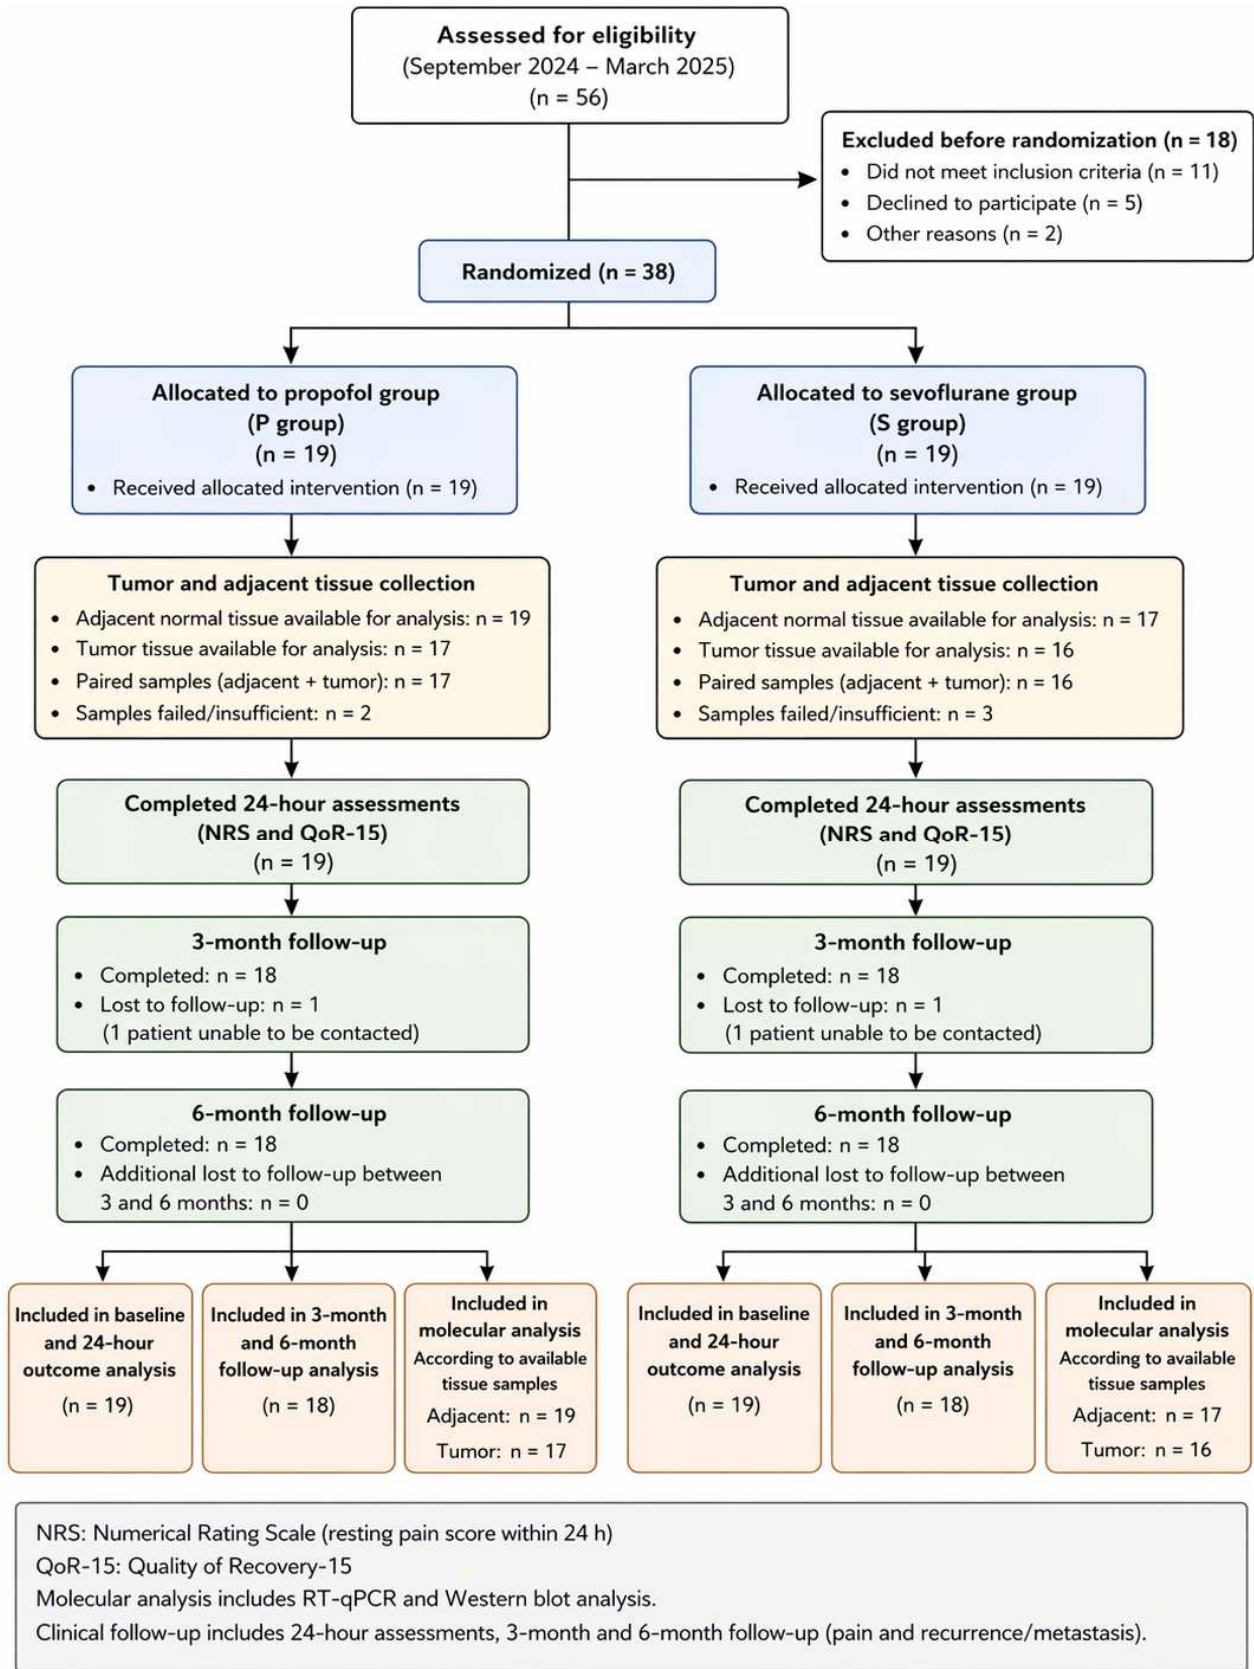 Assessed for eligibility
(September 2024 – March 2025)
(n = 56)
Excluded before randomization (n = 18)
• Did not meet inclusion criteria (n = 11)
• Declined to participate (n = 5)
• Other reasons (n = 2)
Randomized (n = 38)
Allocated to propofol group
(P group)
(n = 19)
• Received allocated intervention (n = 19)
Allocated to sevoflurane group
(S group)
(n = 19)
• Received allocated intervention (n = 19)
Tumor and adjacent tissue collection
• Adjacent normal tissue available for analysis: n = 19
• Tumor tissue available for analysis: n = 17
• Paired samples (adjacent + tumor): n = 17
• Samples failed/insufficient: n = 2
Tumor and adjacent tissue collection
• Adjacent normal tissue available for analysis: n = 17
• Tumor tissue available for analysis: n = 16
• Paired samples (adjacent + tumor): n = 16
• Samples failed/insufficient: n = 3
Completed 24-hour assessments
(NRS and QoR-15)
(n = 19)
Completed 24-hour assessments
(NRS and QoR-15)
(n = 19)
3-month follow-up
• Completed: n = 18
• Lost to follow-up: n = 1
(1 patient unable to be contacted)
3-month follow-up
• Completed: n = 18
• Lost to follow-up: n = 1
(1 patient unable to be contacted)
6-month follow-up
• Completed: n = 18
• Additional lost to follow-up between
3 and 6 months: n = 0
6-month follow-up
• Completed: n = 18
• Additional lost to follow-up between
3 and 6 months: n = 0
Included in baseline
and 24-hour
outcome analysis
(n = 19)
Included in 3-month
and 6-month
follow-up analysis
(n = 18)
Included in
molecular analysis
According to available
tissue samples
Adjacent: n = 19
Tumor: n = 17
Included in baseline
and 24-hour
outcome analysis
(n = 19)
Included in 3-month
and 6-month
follow-up analysis
(n = 18)
Included in
molecular analysis
According to available
tissue samples
Adjacent: n = 17
Tumor: n = 16
NRS: Numerical Rating Scale (resting pain score within 24 h)
QoR-15: Quality of Recovery-15
Molecular analysis includes RT-qPCR and Western blot analysis.
Clinical follow-up includes 24-hour assessments, 3-month and 6-month follow-up (pain and recurrence/metastasis).